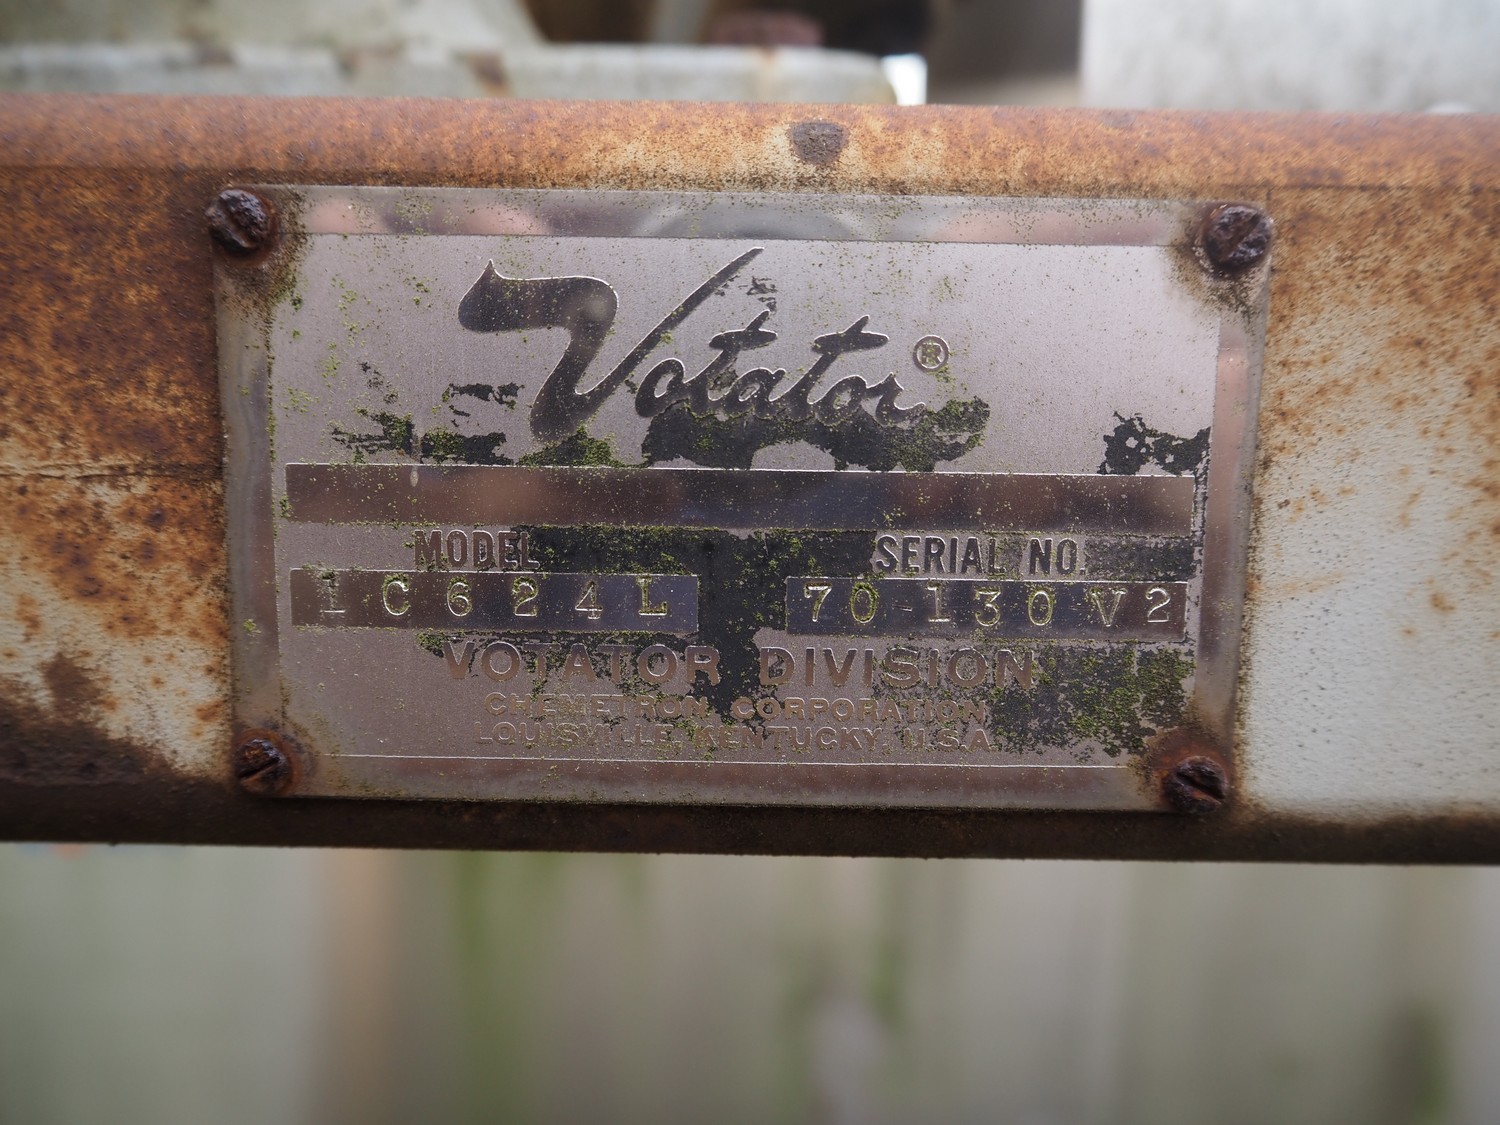 Votator®
MODEL SERIAL NO.
1C624L 70-130-V2
VOTATOR DIVISION
CHEMETRON CORPORATION
LOUISVILLE, KENTUCKY, U.S.A.